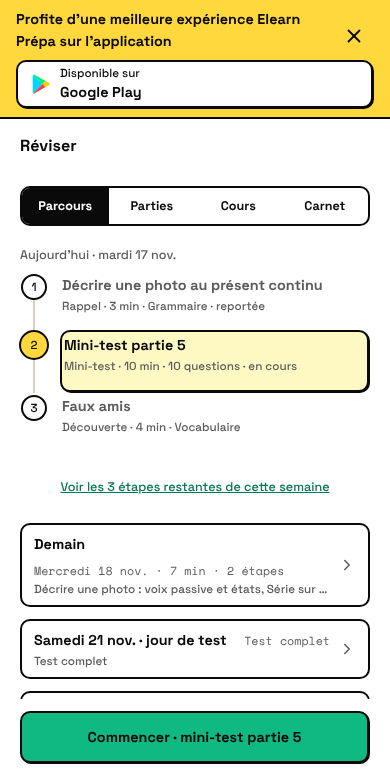 Profite d'une meilleure expérience Elearn
Prépa sur l'application
Disponible sur
Google Play
Réviser
Parcours
Parties
Cours
Carnet
Aujourd'hui · mardi 17 nov.
1
Décrire une photo au présent continu
Rappel · 3 min · Grammaire · reportée
2
Mini-test partie 5
Mini-test · 10 min · 10 questions · en cours
3
Faux amis
Découverte · 4 min · Vocabulaire
Voir les 3 étapes restantes de cette semaine
Demain
Mercredi 18 nov. · 7 min · 2 étapes
Décrire une photo : voix passive et états, Série sur ...
Samedi 21 nov. · jour de test
Test complet
Test complet
Commencer · mini-test partie 5